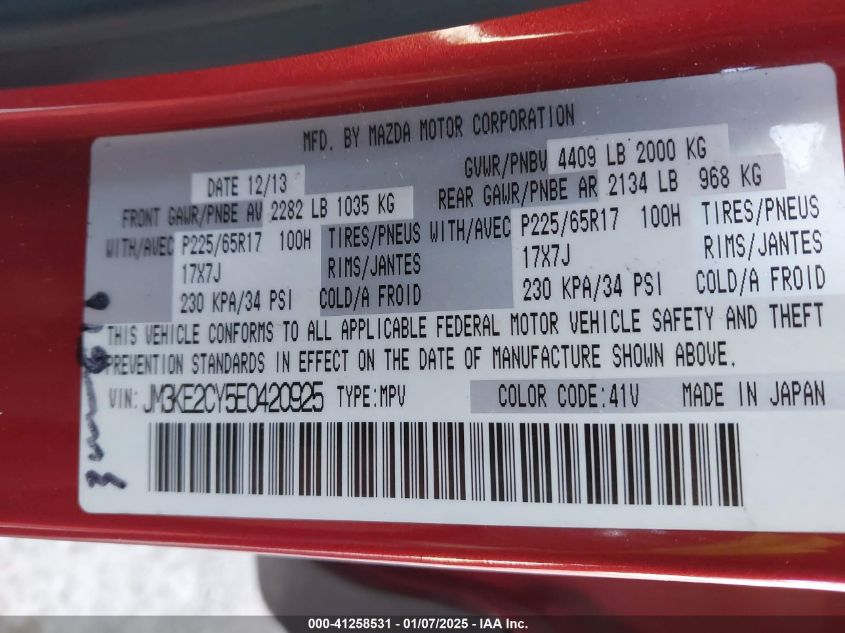 MFD. BY MAZDA MOTOR CORPORATION
DATE 12/13 GVWR/PNBV 4409 LB 2000 KG
FRONT GAWR/PNBE AV 2282 LB 1035 KG REAR GAWR/PNBE AR 2134 LB 968 KG
WITH/AVEC P225/65R17 100H TIRES/PNEUS WITH/AVEC P225/65R17 100H TIRES/PNEUS
17X7J RIMS/JANTES 17X7J RIMS/JANTES
230 KPA/34 PSI COLD/A FROID 230 KPA/34 PSI COLD/A FROID
THIS VEHICLE CONFORMS TO ALL APPLICABLE FEDERAL MOTOR VEHICLE SAFETY AND THEFT
PREVENTION STANDARDS IN EFFECT ON THE DATE OF MANUFACTURE SHOWN ABOVE.
VIN: JM3KE2CY5E0420925 TYPE:MPV COLOR CODE:41V MADE IN JAPAN
000-41258531 - 01/07/2025 - IAA Inc.